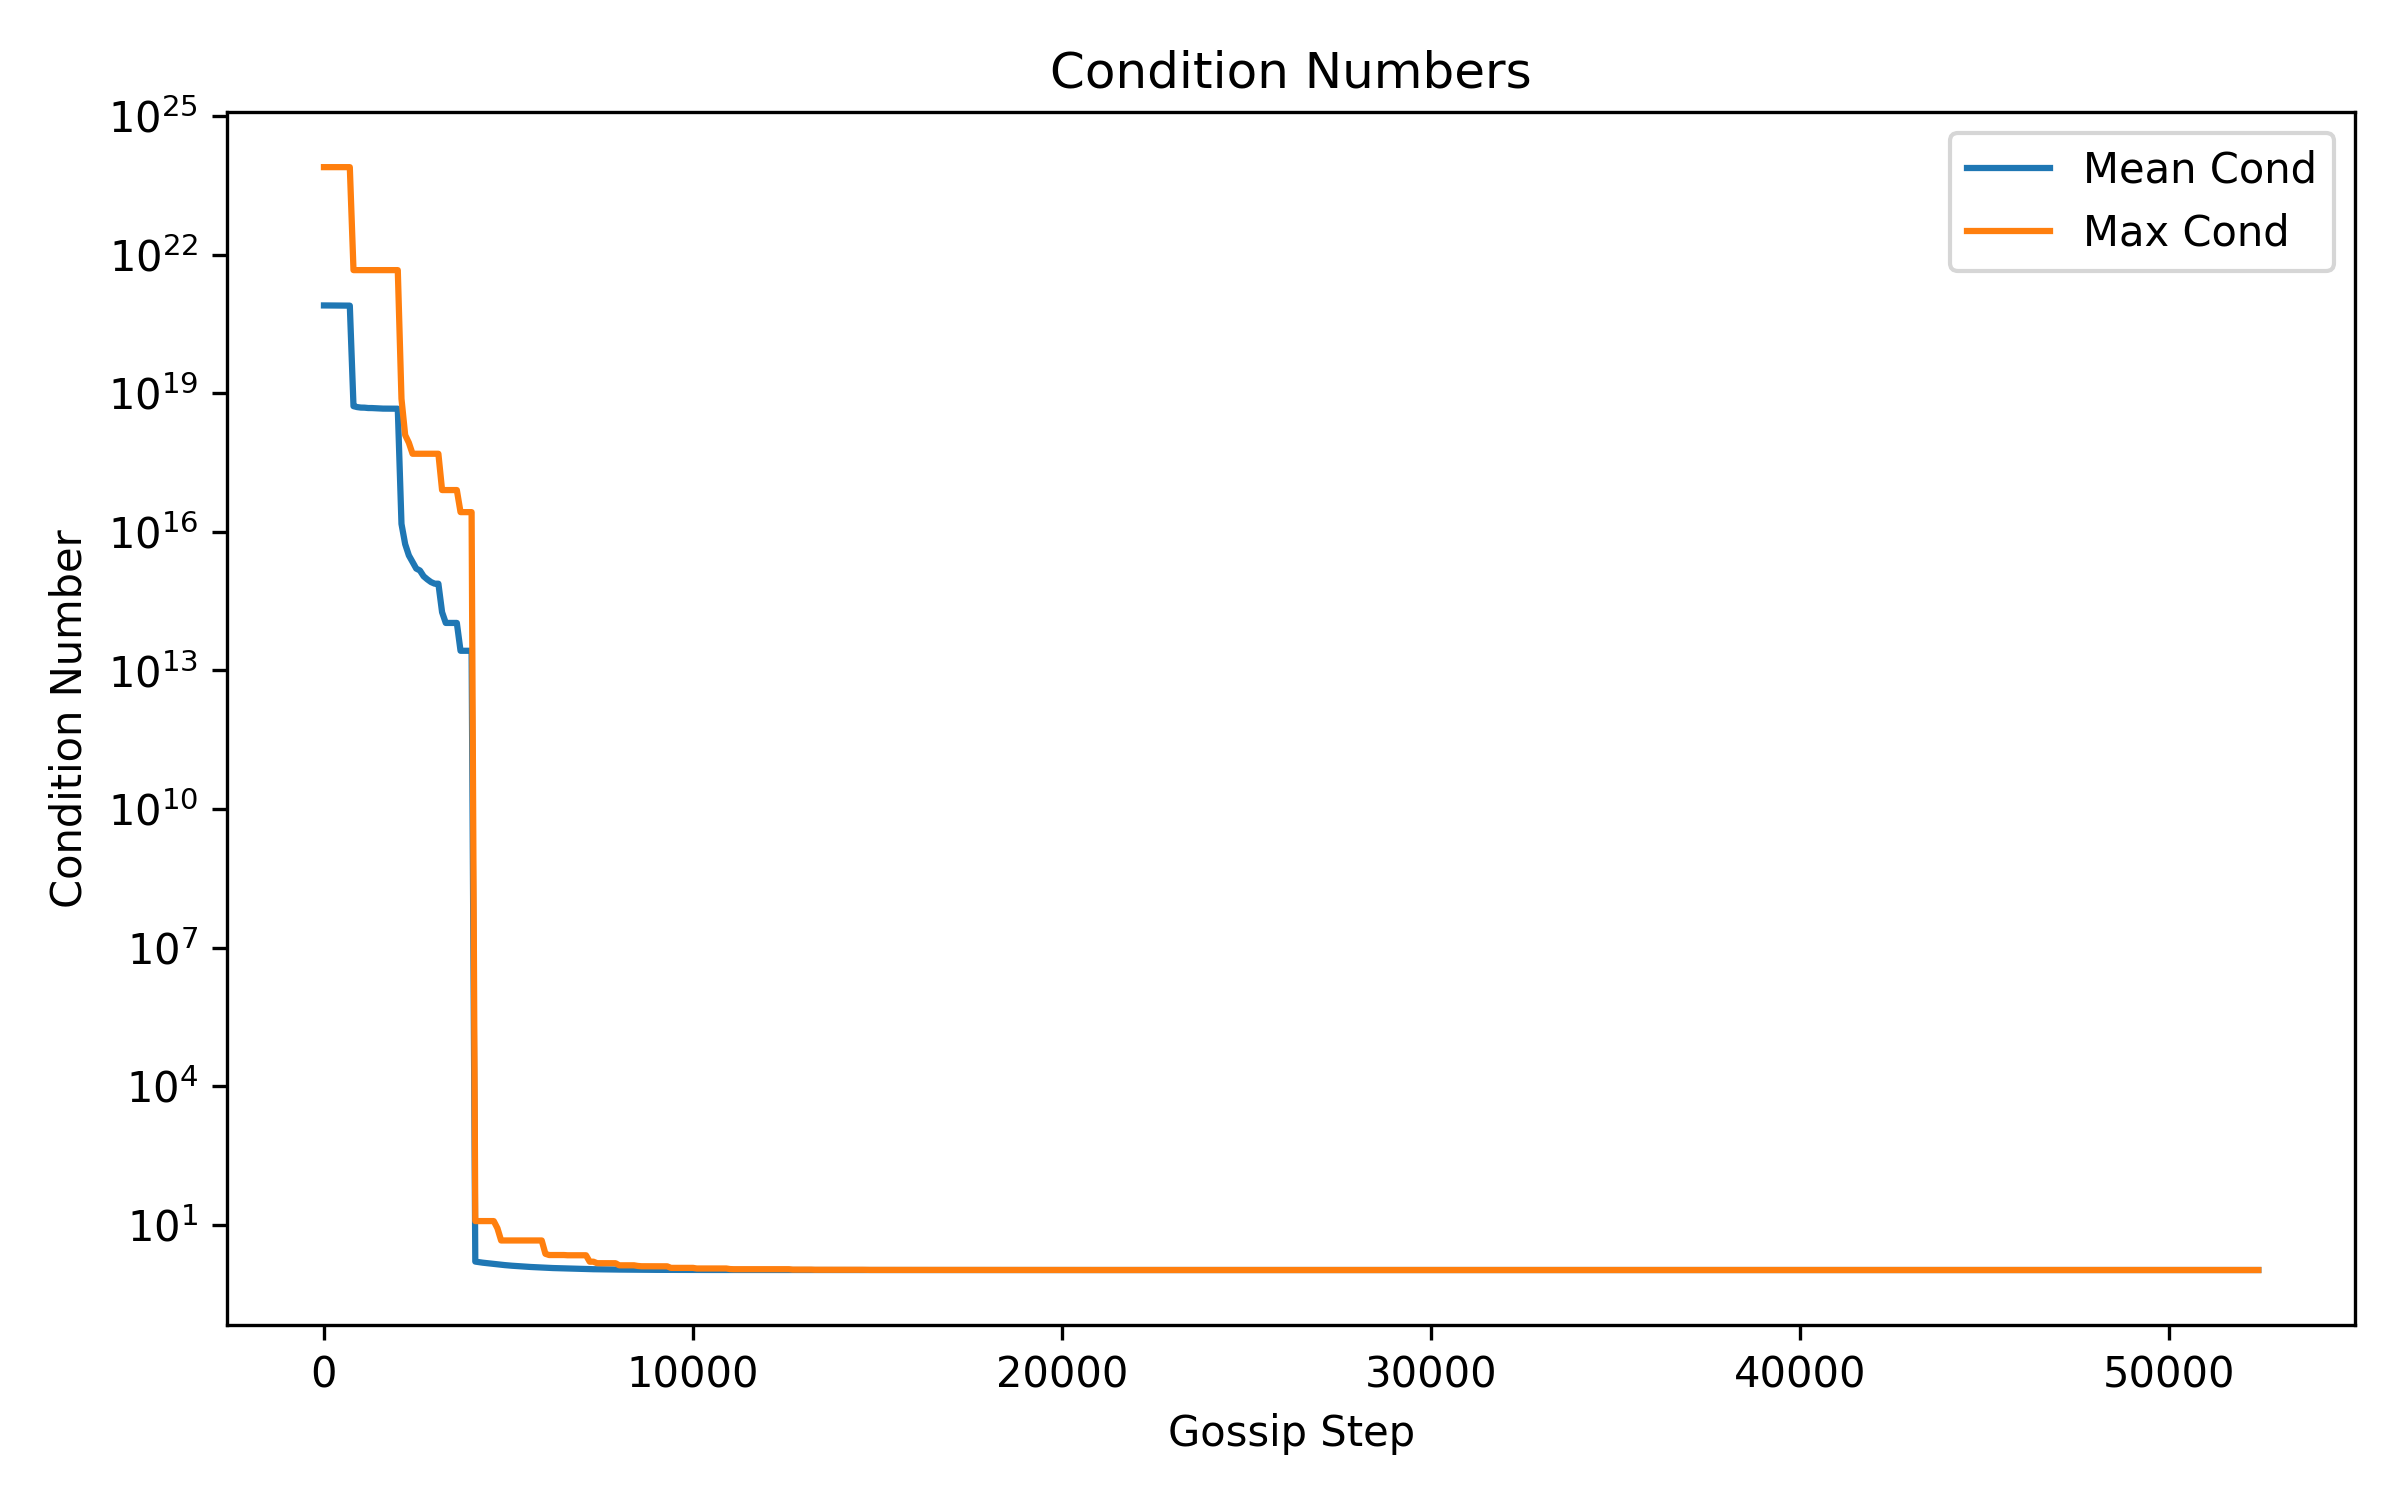 Condition Numbers
10^25
10^22
10^19
10^16
10^13
10^10
10^7
10^4
10^1
Condition Number
Mean Cond
Max Cond
0 10000 20000 30000 40000 50000
Gossip Step